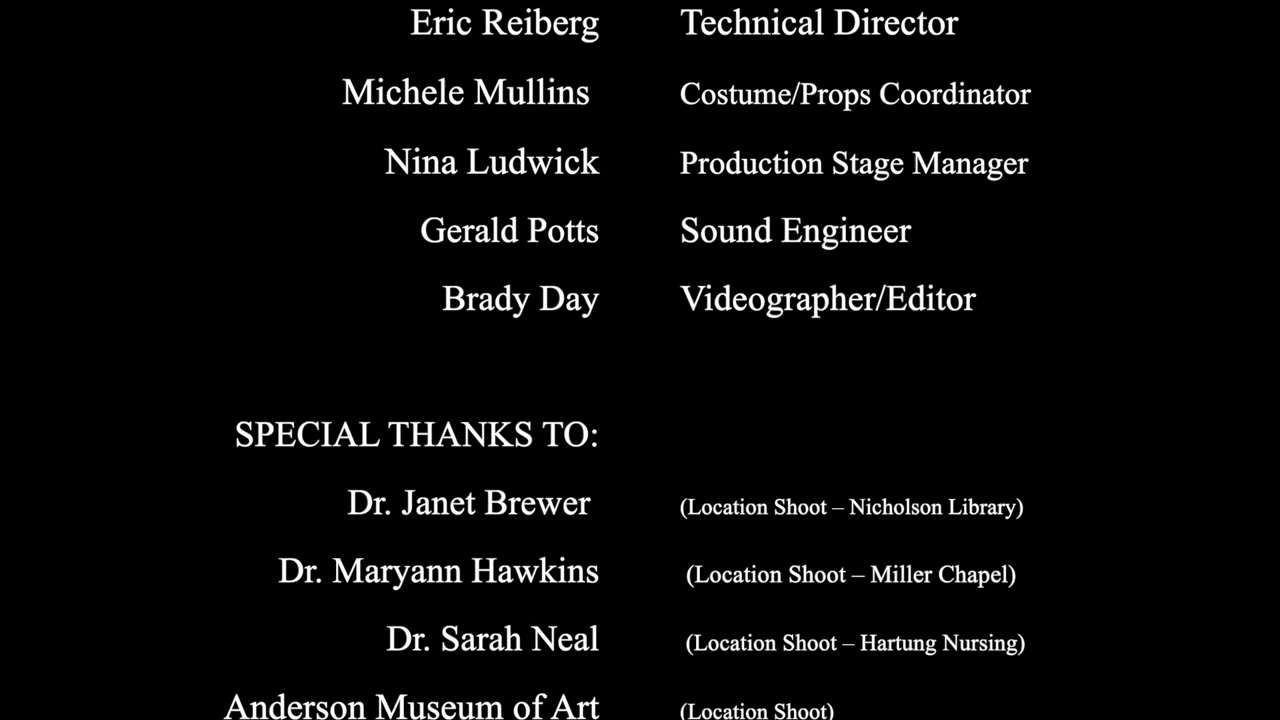 Eric Reiberg Technical Director
Michele Mullins Costume/Props Coordinator
Nina Ludwick Production Stage Manager
Gerald Potts Sound Engineer
Brady Day Videographer/Editor
SPECIAL THANKS TO:
Dr. Janet Brewer (Location Shoot – Nicholson Library)
Dr. Maryann Hawkins (Location Shoot – Miller Chapel)
Dr. Sarah Neal (Location Shoot – Hartung Nursing)
Anderson Museum of Art (Location Shoot)